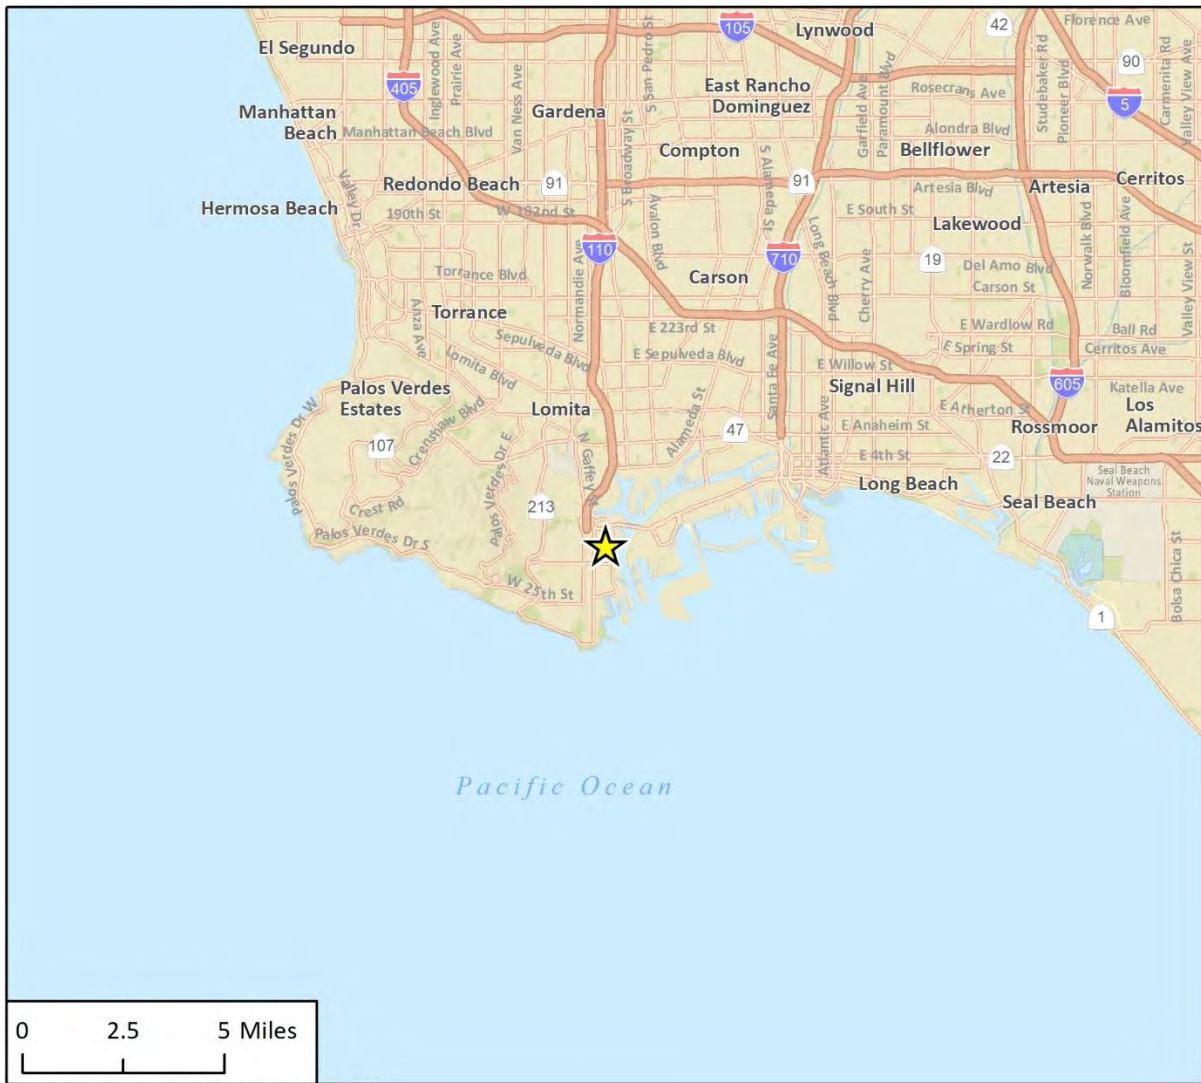 105
Lynwood
42
Florence Ave
El Segundo
Inglewood Ave
Prairie Ave
S San Pedro St
Studebaker Rd
Pioneer Blvd
90
Carmenita Rd
Valley View Ave
405
Van Ness Ave
East Rancho
Dominguez
Garfield Ave
Paramount Blvd
Rosecrans Ave
5
Manhattan
Beach
Gardena
S Broadway St
Manhattan Beach Blvd
Alondra Blvd
Compton
S Alameda St
Bellflower
Valley Dr
Redondo Beach
91
91
Artesia Blvd
Artesia
Cerritos
Hermosa Beach
190th St
W 182nd St
Avalon Blvd
E South St
Lakewood
Norwalk Blvd
Bloomfield Ave
110
710
Long Beach Blvd
Cherry Ave
19
Del Amo Blvd
Valley View St
Torrance Blvd
Normandie Ave
Carson
Carson St
Anza Ave
Torrance
E 223rd St
E Wardlow Rd
Ball Rd
Sepulveda Blvd
E Sepulveda Blvd
E Spring St
Cerritos Ave
Lomita Blvd
Santa Fe Ave
E Willow St
Palos Verdes
Estates
Signal Hill
605
Katella Ave
Crenshaw Blvd
Lomita
Alameda St
Atlantic Ave
E Atherton St
Los
Alamitos
Palos Verdes Dr W
107
Palos Verdes Dr E
N Gaffey St
47
E Anaheim St
Rossmoor
E 4th St
22
Seal Beach
Naval Weapons
Station
Crest Rd
213
Long Beach
Seal Beach
Palos Verdes Dr S
W 25th St
Bolsa Chica St
1
Pacific Ocean
0 2.5 5 Miles